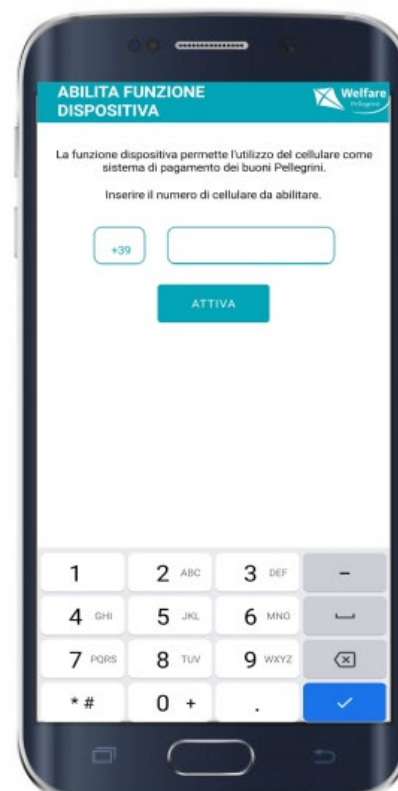 ABILITA FUNZIONE
DISPOSITIVA
Welfare
Pellegrini
La funzione dispositiva permette l'utilizzo del cellulare come
sistema di pagamento dei buoni Pellegrini.
Inserire il numero di cellulare da abilitare.
+39
ATTIVA
1
2 ABC
3 DEF
–
4 GHI
5 JKL
6 MNO
7 PQRS
8 TUV
9 WXYZ
* #
0 +
.